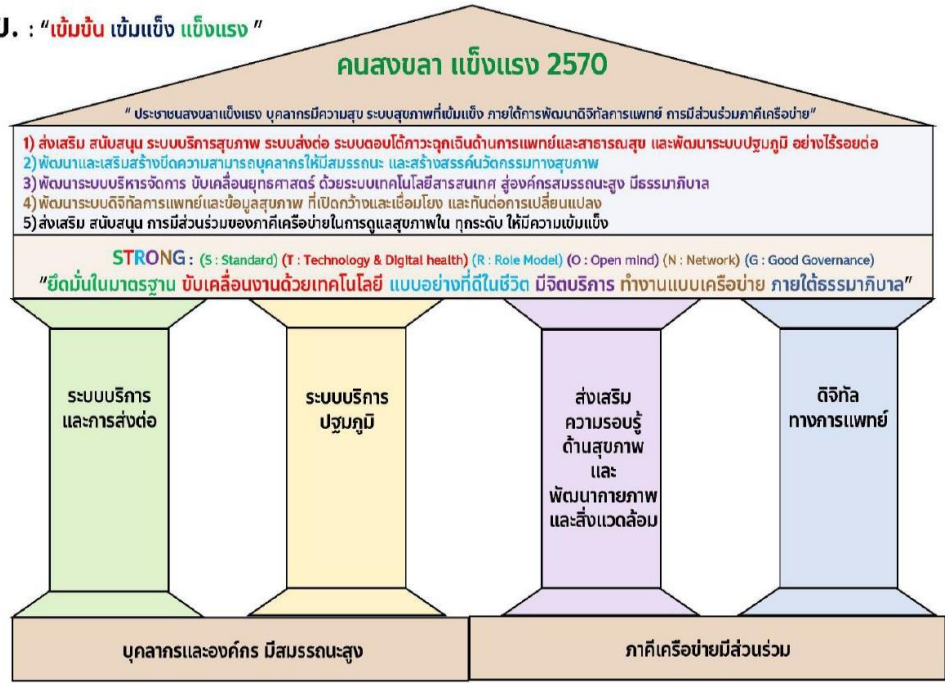 ข. : “เข้มข้น เข้มแข็ง แข็งแรง ”
คนสงขลา แข็งแรง 2570
“ ประชาชนสงขลาแข็งแรง บุคลากรมีความสุข ระบบสุขภาพที่เข้มแข็ง ภายใต้การพัฒนาดิจิทัลการแพทย์ การมีส่วนร่วมภาคีเครือข่าย”
1) ส่งเสริม สนับสนุน ระบบบริการสุขภาพ ระบบส่งต่อ ระบบตอบโต้ภาวะฉุกเฉินด้านการแพทย์และสาธารณสุข และพัฒนาระบบปฐมภูมิ อย่างไร้รอยต่อ
2)พัฒนาและเสริมสร้างขีดความสามารถบุคลากรให้มีสมรรถนะ และสร้างสรรค์นวัตกรรมทางสุขภาพ
3)พัฒนาระบบบริหารจัดการ ขับเคลื่อนยุทธศาสตร์ ด้วยระบบเทคโนโลยีสารสนเทศ สู่องค์กรสมรรถนะสูง มีธรรมาภิบาล
4)พัฒนาระบบดิจิทัลการแพทย์และข้อมูลสุขภาพ ที่เปิดกว้างและเชื่อมโยง และทันต่อการเปลี่ยนแปลง
5)ส่งเสริม สนับสนุน การมีส่วนร่วมของภาคีเครือข่ายในการดูแลสุขภาพใน ทุกระดับ ให้มีความเข้มแข็ง
STRONG : (S : Standard) (T : Technology & Digital health) (R : Role Model) (O : Open mind) (N : Network) (G : Good Governance)
“ยึดมั่นในมาตรฐาน ขับเคลื่อนงานด้วยเทคโนโลยี แบบอย่างที่ดีในชีวิต มีจิตบริการ ทำงานแบบเครือข่าย ภายใต้ธรรมาภิบาล”
ระบบบริการ
และการส่งต่อ
ระบบบริการ
ปฐมภูมิ
ส่งเสริม
ความรอบรู้
ด้านสุขภาพ
และ
พัฒนากายภาพ
และสิ่งแวดล้อม
ดิจิทัล
ทางการแพทย์
บุคลากรและองค์กร มีสมรรถนะสูง
ภาคีเครือข่ายมีส่วนร่วม